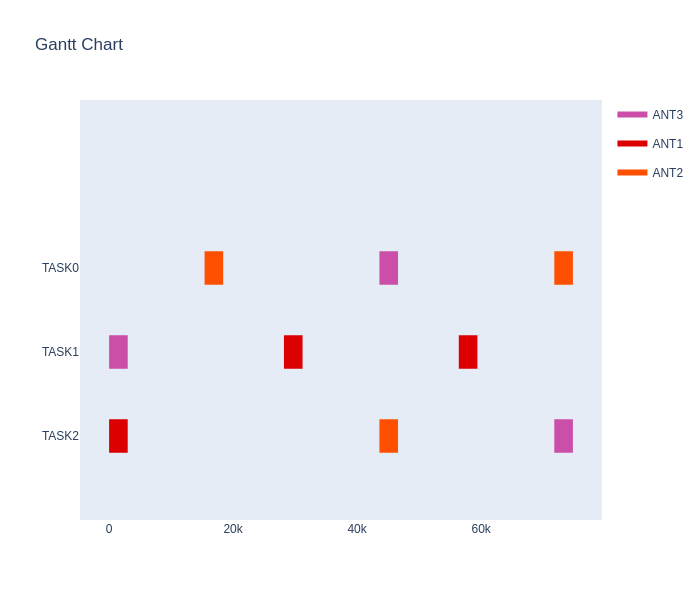 Gantt Chart
ANT3
ANT1
ANT2
TASK0
TASK1
TASK2
0 20k 40k 60k